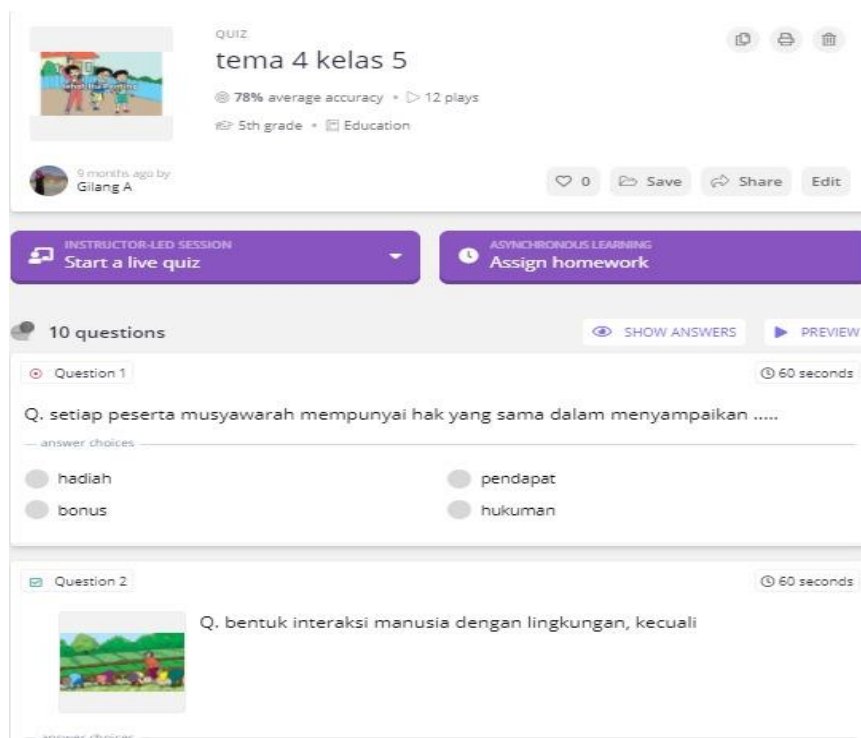 QUIZ
tema 4 kelas 5
78% average accuracy • 12 plays
5th grade • Education
9 months ago by
Gilang A
0 Save Share Edit
INSTRUCTOR-LED SESSION
Start a live quiz
ASYNCHRONOUS LEARNING
Assign homework
10 questions
SHOW ANSWERS PREVIEW
Question 1 60 seconds
Q. setiap peserta musyawarah mempunyai hak yang sama dalam menyampaikan .....
answer choices
hadiah pendapat
bonus hukuman
Question 2 60 seconds
Q. bentuk interaksi manusia dengan lingkungan, kecuali
answer choices